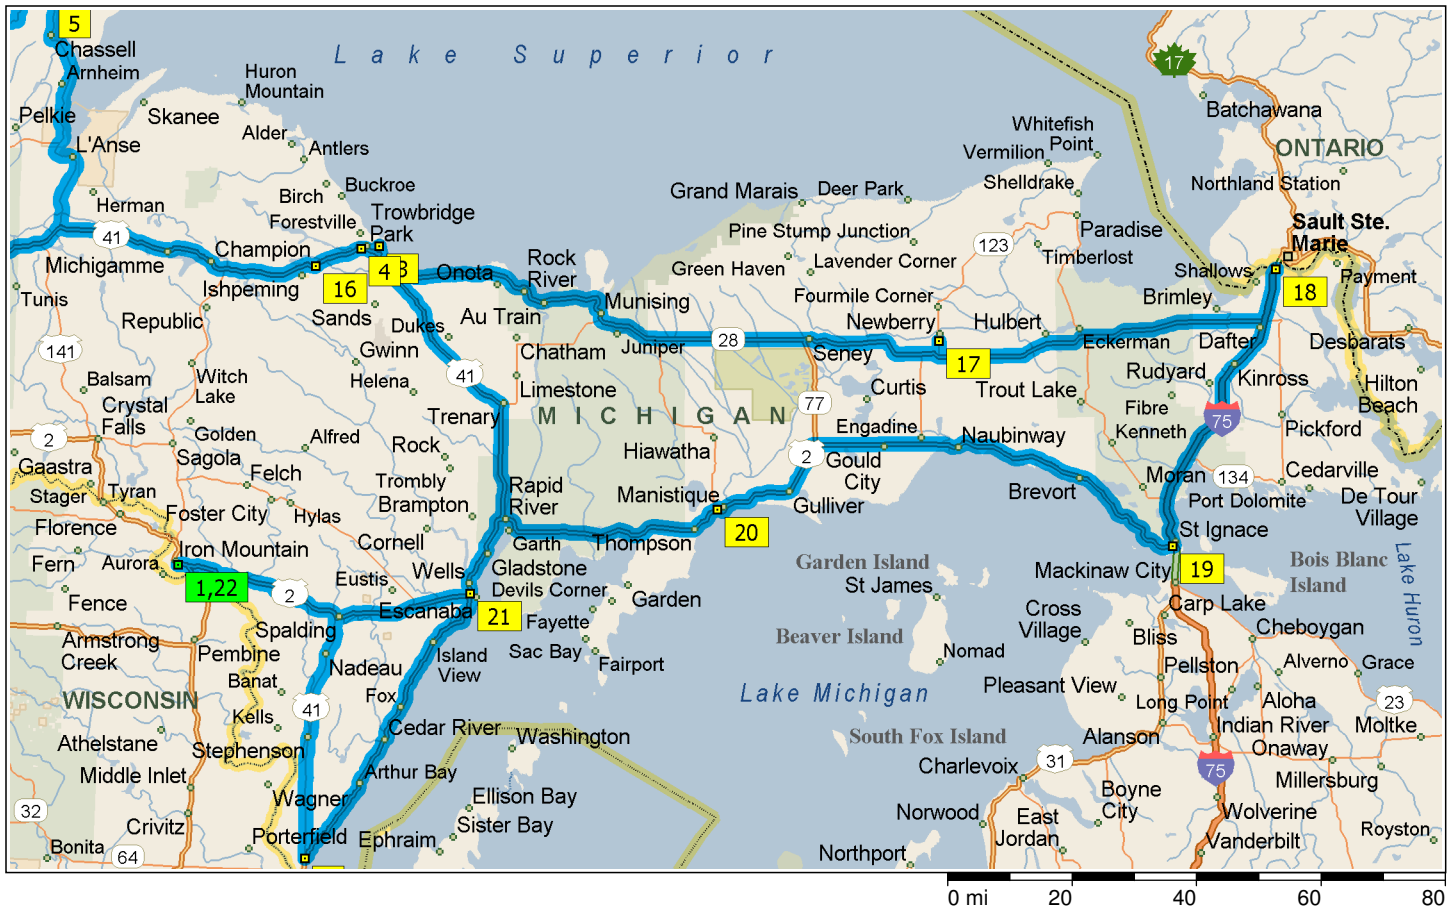 5
Chassell
Arnheim
Lake Superior
17
Huron
Mountain
Batchawana
Pelkie
Skanee
Whitefish
Point
Alder
L'Anse
Antlers
Vermilion
ONTARIO
Birch
Buckroe
Grand Marais
Deer Park
Shelldrake
Northland Station
Herman
Forestville
Trowbridge
Park
Pine Stump Junction
Paradise
Sault Ste.
Marie
41
Champion
123
Michigamme
Rock
River
Green Haven
Lavender Corner
Timberlost
Shallows
Payment
4
3
Onota
Ishpeming
16
18
Tunis
Munising
Fourmile Corner
Brimley
Republic
Sands
Au Train
Newberry
Hulbert
Dukes
141
28
Juniper
Seney
Eckerman
Dafter
Desbarats
Gwinn
Chatham
17
Balsam
Witch
Lake
Helena
41
Limestone
Curtis
Trout Lake
Rudyard
Kinross
Hilton
Beach
Crystal
Falls
Trenary
MICHIGAN
77
Fibre
75
2
Golden
Alfred
Engadine
Naubinway
Kenneth
Pickford
Sagola
Rock
Hiawatha
2
Gould
City
Gaastra
Felch
Trombly
Moran
134
Cedarville
Stager
Tyran
Brampton
Rapid
River
Manistique
Brevort
Port Dolomite
De Tour
Village
Foster City
Hylas
Gulliver
Florence
20
St Ignace
Iron Mountain
Cornell
Garth
Thompson
Garden Island
Bois Blanc
Island
Fern
Aurora
Wells
Gladstone
Mackinaw City
19
Lake Huron
1,22
Eustis
2
Devils Corner
St James
Fence
Escanaba
21
Garden
Cross
Village
Carp Lake
Spalding
Fayette
Beaver Island
Bliss
Cheboygan
Armstrong
Creek
Pembine
Nadeau
Island
View
Sac Bay
Fairport
Nomad
Pellston
Alverno
Grace
Banat
Fox
Lake Michigan
Pleasant View
Long Point
Aloha
23
WISCONSIN
41
Kells
Cedar River
Washington
South Fox Island
Alanson
Indian River
Moltke
Athelstane
Stephenson
Onaway
Middle Inlet
Arthur Bay
Charlevoix
31
75
Millersburg
32
Wagner
Ellison Bay
Boyne
City
Crivitz
Porterfield
Ephraim
Sister Bay
Norwood
East
Jordan
Wolverine
Royston
Bonita
64
Northport
Vanderbilt
0 mi
20
40
60
80